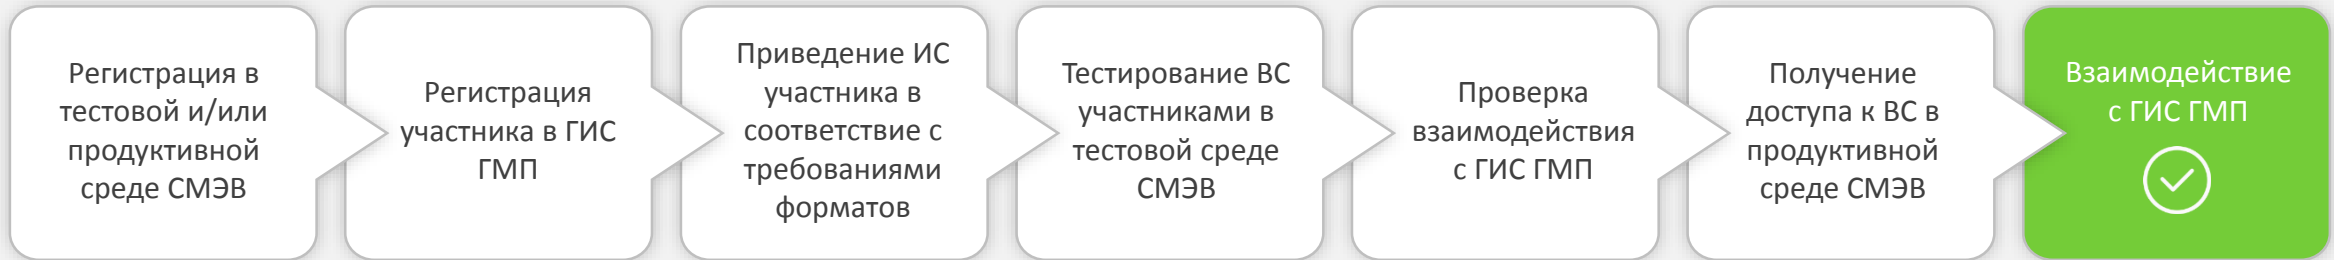 Регистрация в
тестовой и/или
продуктивной
среде СМЭВ
Регистрация
участника в ГИС
ГМП
Приведение ИС
участника в
соответствие с
требованиями
форматов
Тестирование ВС
участниками в
тестовой среде
СМЭВ
Проверка
взаимодействия
с ГИС ГМП
Получение
доступа к ВС в
продуктивной
среде СМЭВ
Взаимодействие
с ГИС ГМП